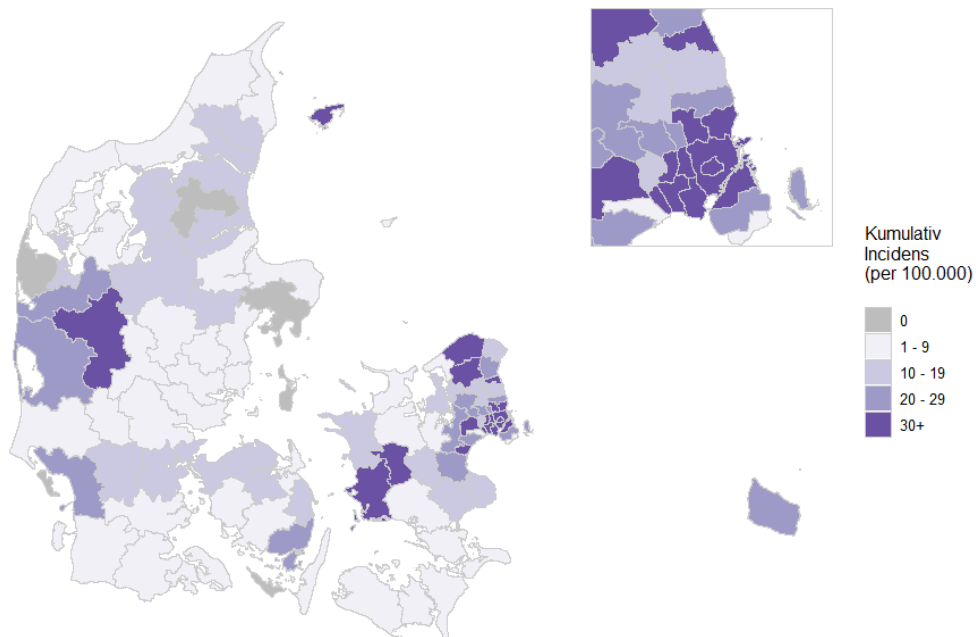 Kumulativ
Incidens
(per 100.000)
0
1 - 9
10 - 19
20 - 29
30+